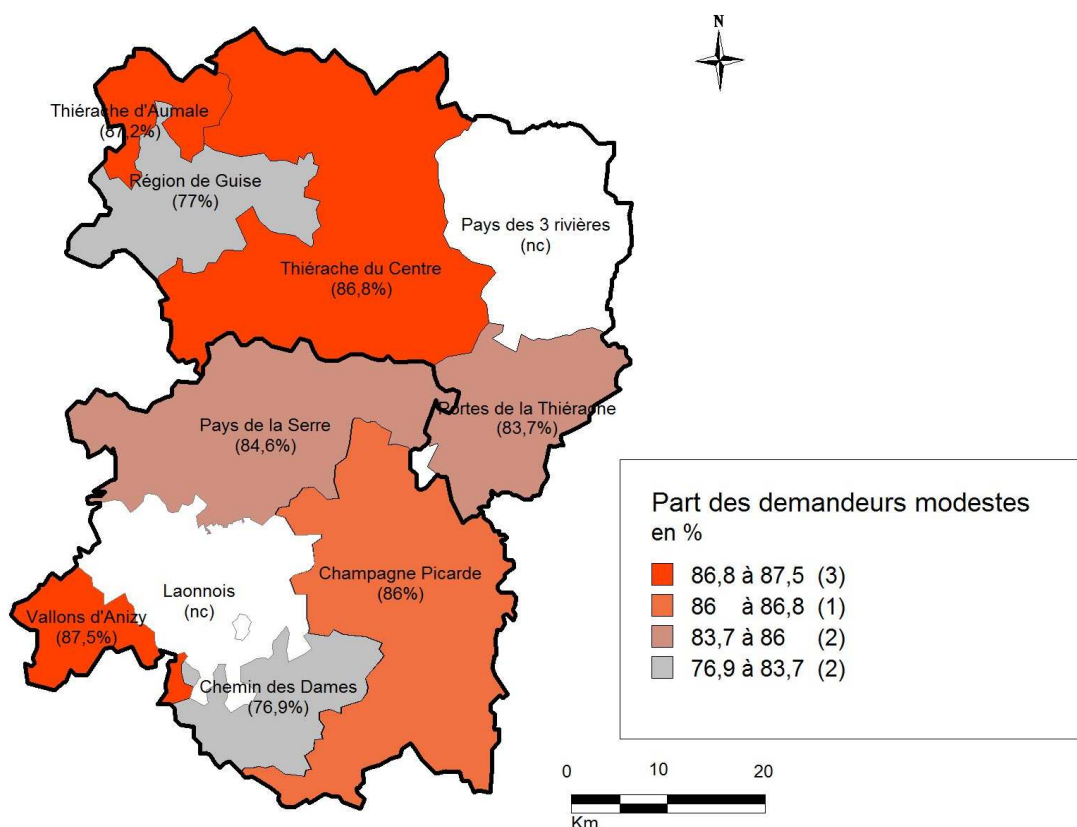 N
Thiérache d'Aumale
(87,2%)
Région de Guise
(77%)
Pays des 3 rivières
(nc)
Thiérache du Centre
(86,8%)
Portes de la Thiérache
(83,7%)
Pays de la Serre
(84,6%)
Champagne Picarde
(86%)
Laonnois
(nc)
Vallons d'Anizy
(87,5%)
Chemin des Dames
(76,9%)
Part des demandeurs modestes
en %
86,8 à 87,5 (3)
86 à 86,8 (1)
83,7 à 86 (2)
76,9 à 83,7 (2)
0 10 20
Km